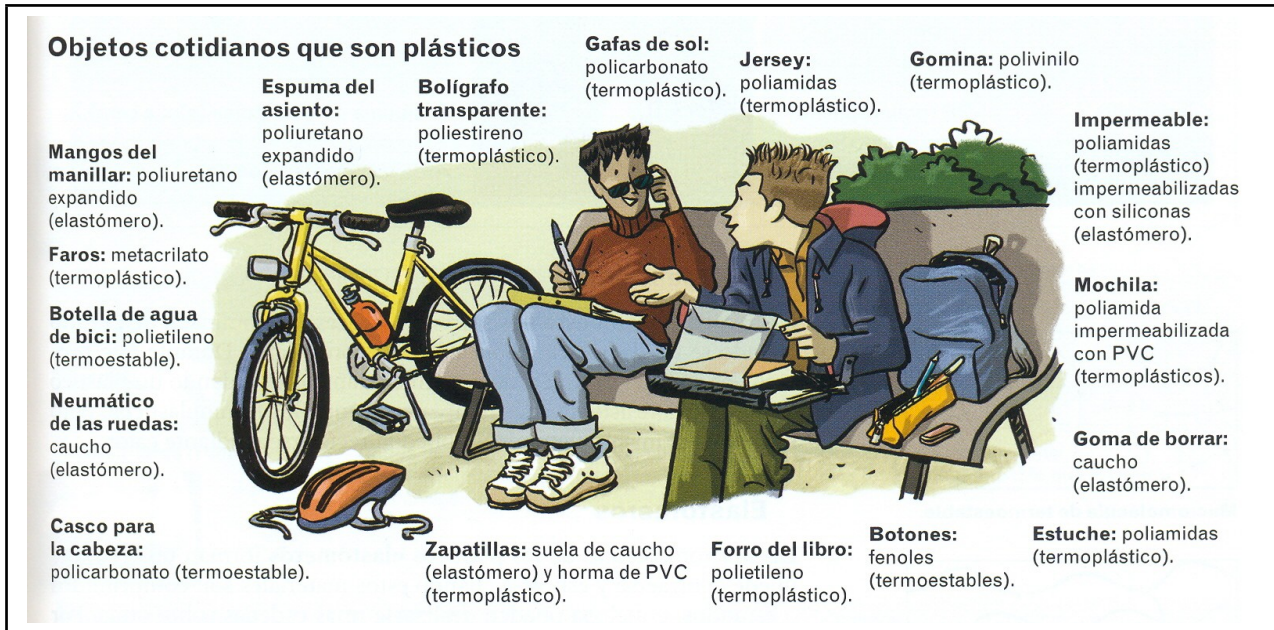 Objetos cotidianos que son plásticos
Mangos del
manillar: poliuretano
expandido
(elastómero).
Espuma del
asiento:
poliuretano
expandido
(elastómero).
Bolígrafo
transparente:
poliestireno
(termoplástico).
Gafas de sol:
policarbonato
(termoplástico).
Jersey:
poliamidas
(termoplástico).
Gomina: polivinilo
(termoplástico).
Impermeable:
poliamidas
(termoplástico)
impermeabilizadas
con siliconas
(elastómero).
Faros: metacrilato
(termoplástico).
Botella de agua
de bici: polietileno
(termoestable).
Neumático
de las ruedas:
caucho
(elastómero).
Mochila:
poliamida
impermeabilizada
con PVC
(termoplásticos).
Goma de borrar:
caucho
(elastómero).
Casco para
la cabeza:
policarbonato (termoestable).
Zapatillas: suela de caucho
(elastómero) y horma de PVC
(termoplástico).
Forro del libro:
polietileno
(termoplástico).
Botones:
fenoles
(termoestables).
Estuche: poliamidas
(termoplástico).